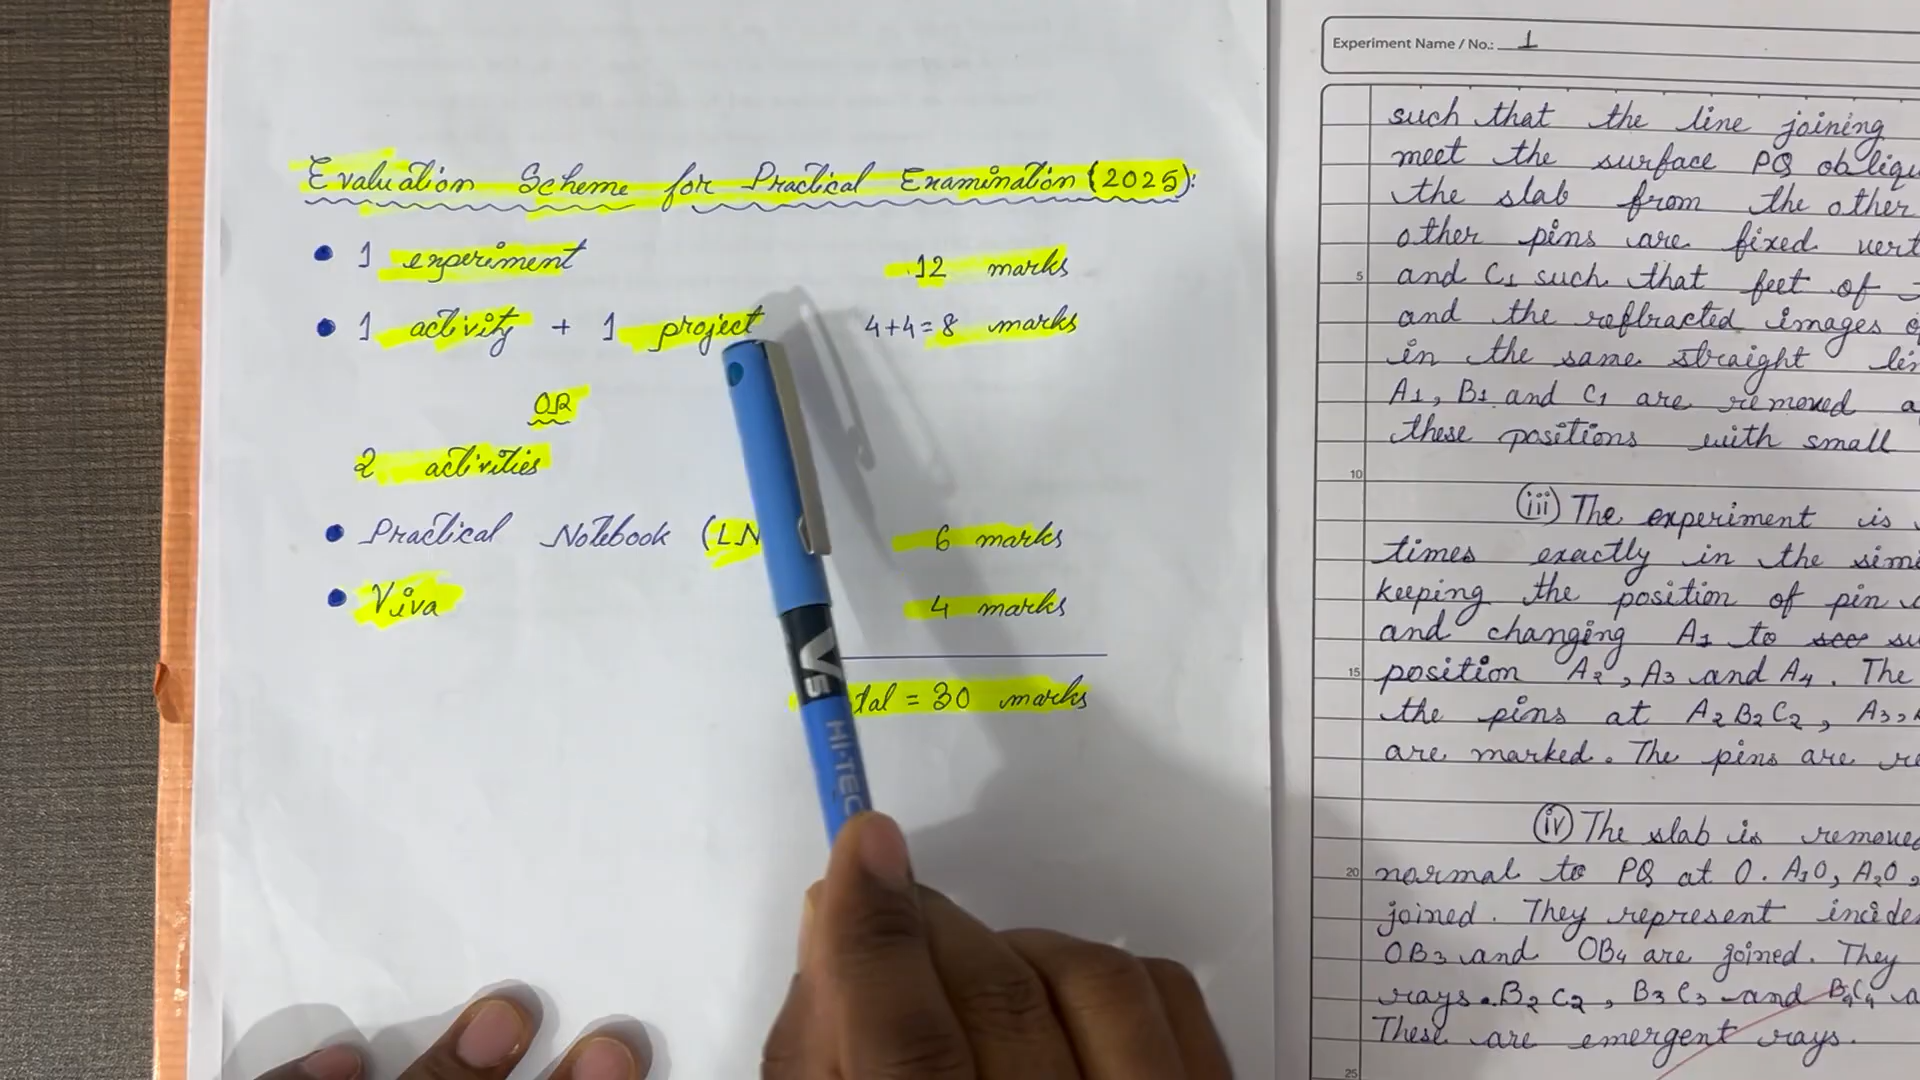 Evaluation Scheme for Practical Examination (2025):
• 1 experiment 12 marks
• 1 activity + 1 project 4+4=8 marks
OR
2 activities
• Practical Notebook (LN 6 marks
• Viva 4 marks
tal = 30 marks
V5
HI-TEC
Experiment Name / No.: 1
such that the line joining
meet the surface PQ obliqu
the slab from the other
other pins are fixed vert
5 and C1 such that feet of
and the reflracted images
in the same straight lin
A1, B1 and C1 are removed a
these positions with small
10
(iii) The experiment is
times exactly in the simi
keeping the position of pin
and changing A1 to su
15 position A2, A3 and A4. The
the pins at A2B2C2, A3,
are marked. The pins are re
(iv) The slab is remove
20 normal to PQ at O. A1O, A2O,
joined. They represent incide
OB3 and OB4 are joined. They
rays. B2C2, B3C3 and B4C4 a
These are emergent rays.
25